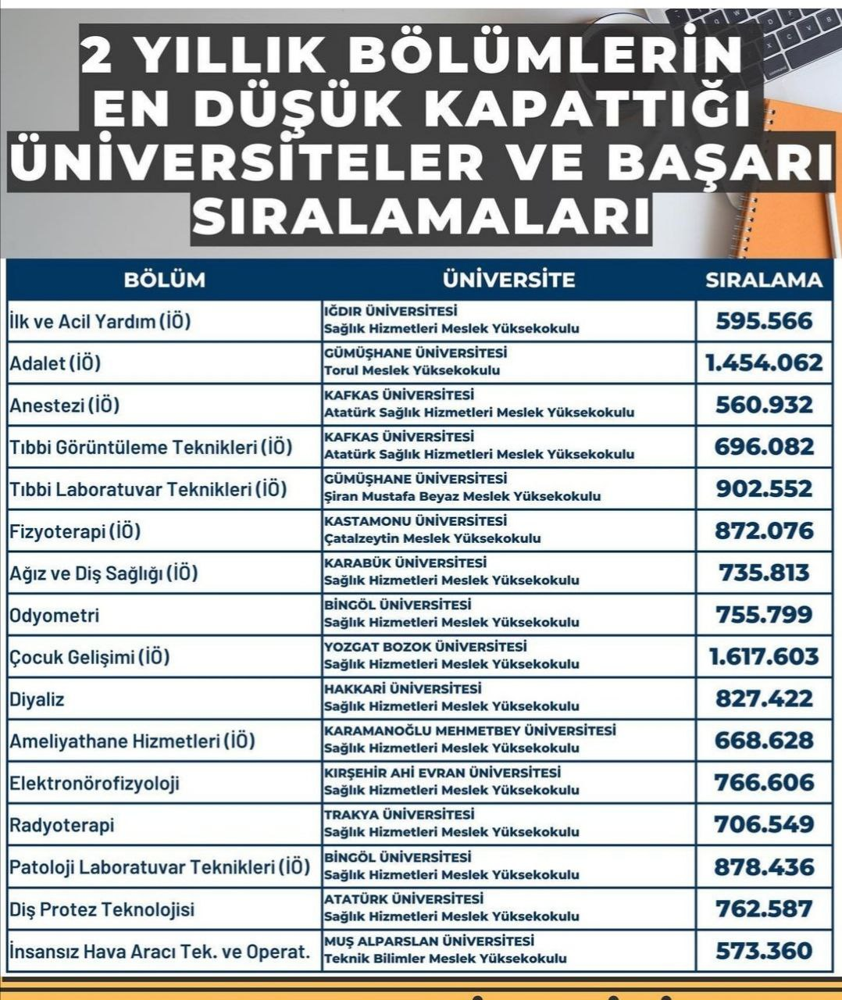 2 YILLIK BÖLÜMLERİN
EN DÜŞÜK KAPATTIĞI
ÜNİVERSİTELER VE BAŞARI
SIRALAMALARI
BÖLÜM ÜNİVERSİTE SIRALAMA
İlk ve Acil Yardım (İÖ) IĞDIR ÜNİVERSİTESİ 595.566
Sağlık Hizmetleri Meslek Yüksekokulu
Adalet (İÖ) GÜMÜŞHANE ÜNİVERSİTESİ 1.454.062
Torul Meslek Yüksekokulu
Anestezi (İÖ) KAFKAS ÜNİVERSİTESİ 560.932
Atatürk Sağlık Hizmetleri Meslek Yüksekokulu
Tıbbi Görüntüleme Teknikleri (İÖ) KAFKAS ÜNİVERSİTESİ 696.082
Atatürk Sağlık Hizmetleri Meslek Yüksekokulu
Tıbbi Laboratuvar Teknikleri (İÖ) GÜMÜŞHANE ÜNİVERSİTESİ 902.552
Şiran Mustafa Beyaz Meslek Yüksekokulu
Fizyoterapi (İÖ) KASTAMONU ÜNİVERSİTESİ 872.076
Çatalzeytin Meslek Yüksekokulu
Ağız ve Diş Sağlığı (İÖ) KARABÜK ÜNİVERSİTESİ 735.813
Sağlık Hizmetleri Meslek Yüksekokulu
Odyometri BİNGÖL ÜNİVERSİTESİ 755.799
Sağlık Hizmetleri Meslek Yüksekokulu
Çocuk Gelişimi (İÖ) YOZGAT BOZOK ÜNİVERSİTESİ 1.617.603
Sağlık Hizmetleri Meslek Yüksekokulu
Diyaliz HAKKARİ ÜNİVERSİTESİ 827.422
Sağlık Hizmetleri Meslek Yüksekokulu
Ameliyathane Hizmetleri (İÖ) KARAMANOĞLU MEHMETBEY ÜNİVERSİTESİ 668.628
Sağlık Hizmetleri Meslek Yüksekokulu
Elektronörofizyoloji KIRŞEHİR AHİ EVRAN ÜNİVERSİTESİ 766.606
Sağlık Hizmetleri Meslek Yüksekokulu
Radyoterapi TRAKYA ÜNİVERSİTESİ 706.549
Sağlık Hizmetleri Meslek Yüksekokulu
Patoloji Laboratuvar Teknikleri (İÖ) BİNGÖL ÜNİVERSİTESİ 878.436
Sağlık Hizmetleri Meslek Yüksekokulu
Diş Protez Teknolojisi ATATÜRK ÜNİVERSİTESİ 762.587
Sağlık Hizmetleri Meslek Yüksekokulu
İnsansız Hava Aracı Tek. ve Operat. MUŞ ALPARSLAN ÜNİVERSİTESİ 573.360
Teknik Bilimler Meslek Yüksekokulu